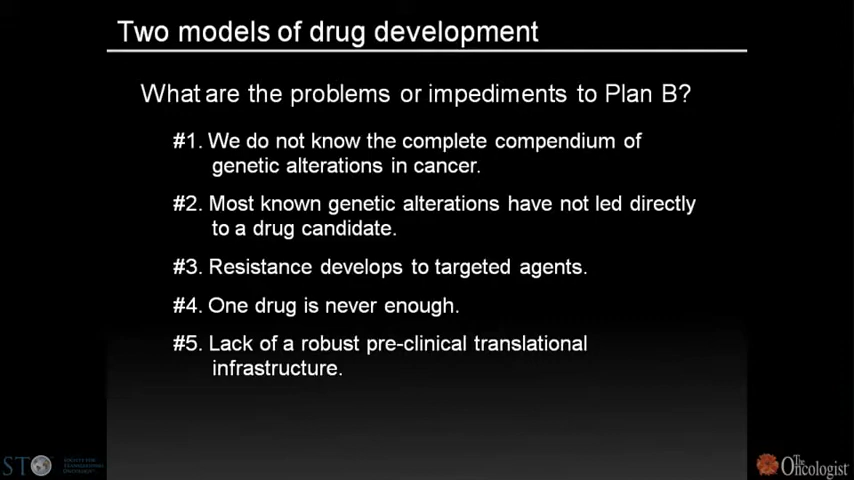 Two models of drug development
What are the problems or impediments to Plan B?
#1. We do not know the complete compendium of
genetic alterations in cancer.
#2. Most known genetic alterations have not led directly
to a drug candidate.
#3. Resistance develops to targeted agents.
#4. One drug is never enough.
#5. Lack of a robust pre-clinical translational
infrastructure.
The
Oncologist